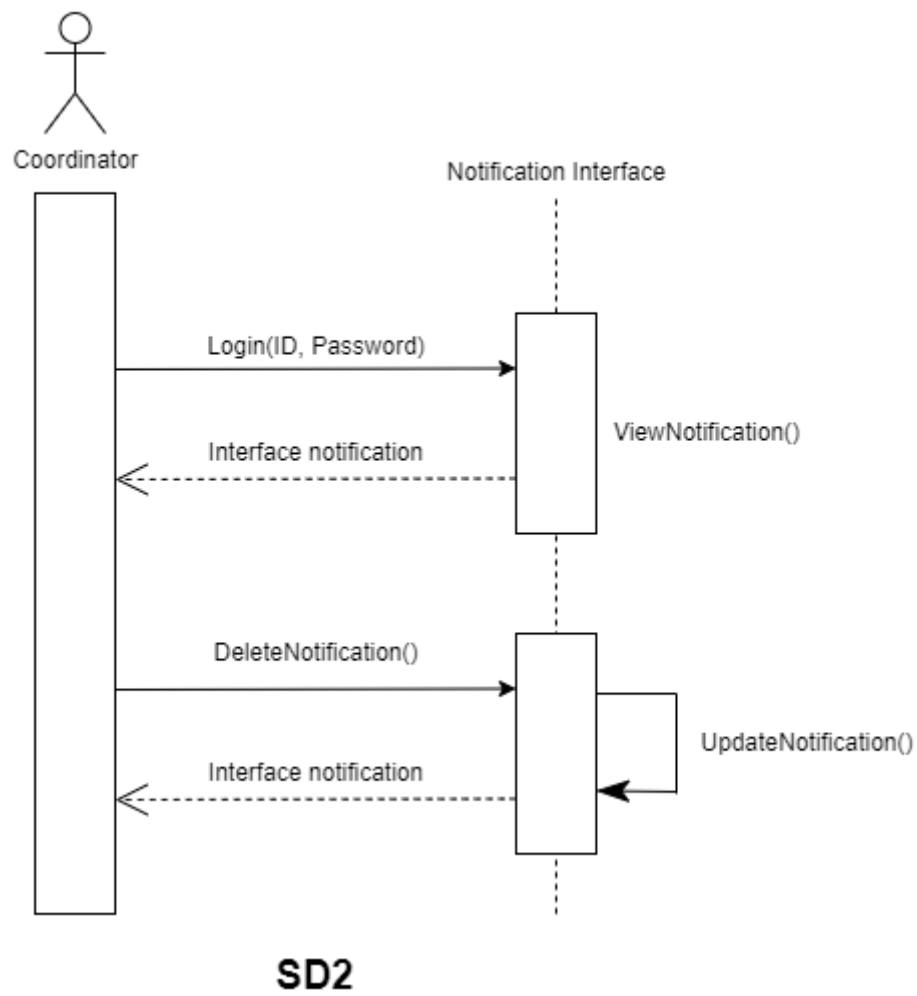 Coordinator
Notification Interface
Login(ID, Password)
ViewNotification()
Interface notification
DeleteNotification()
UpdateNotification()
Interface notification
SD2